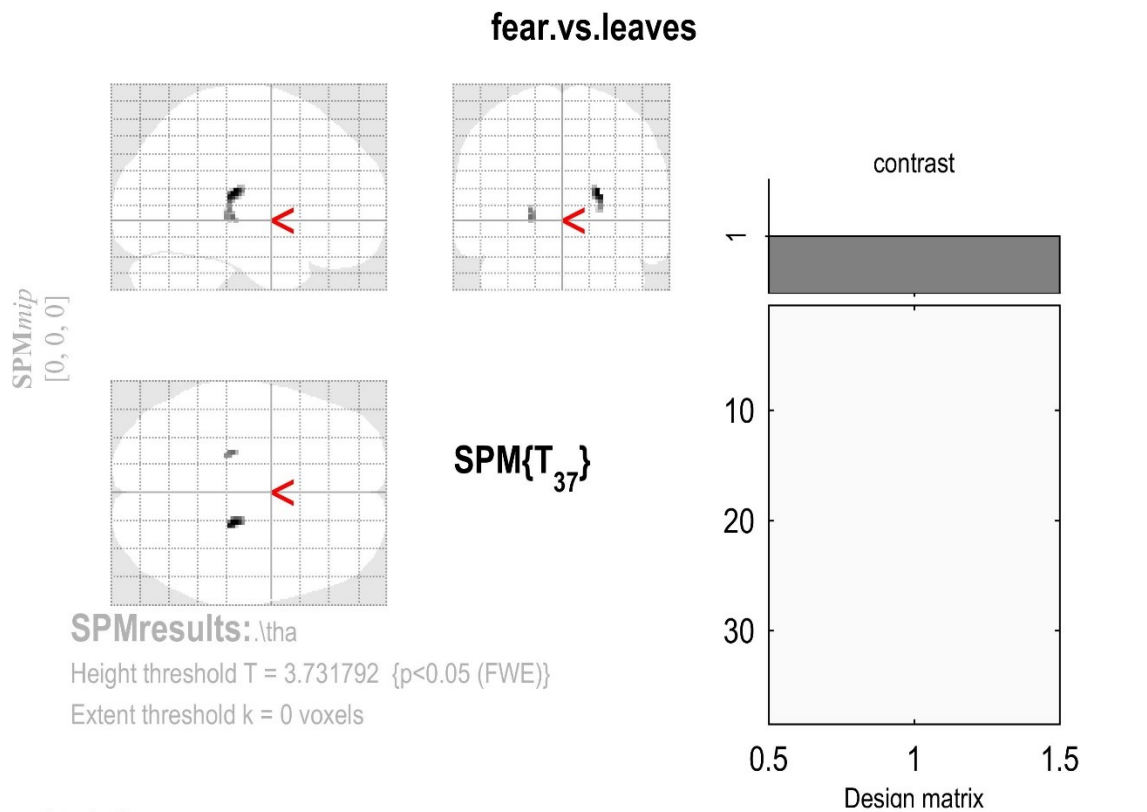 fear.vs.leaves
contrast
1
<
<
SPMmip
[0, 0, 0]
<
SPM{T37}
10
20
30
0.5 1 1.5
Design matrix
SPMresults: .\tha
Height threshold T = 3.731792 {p<0.05 (FWE)}
Extent threshold k = 0 voxels